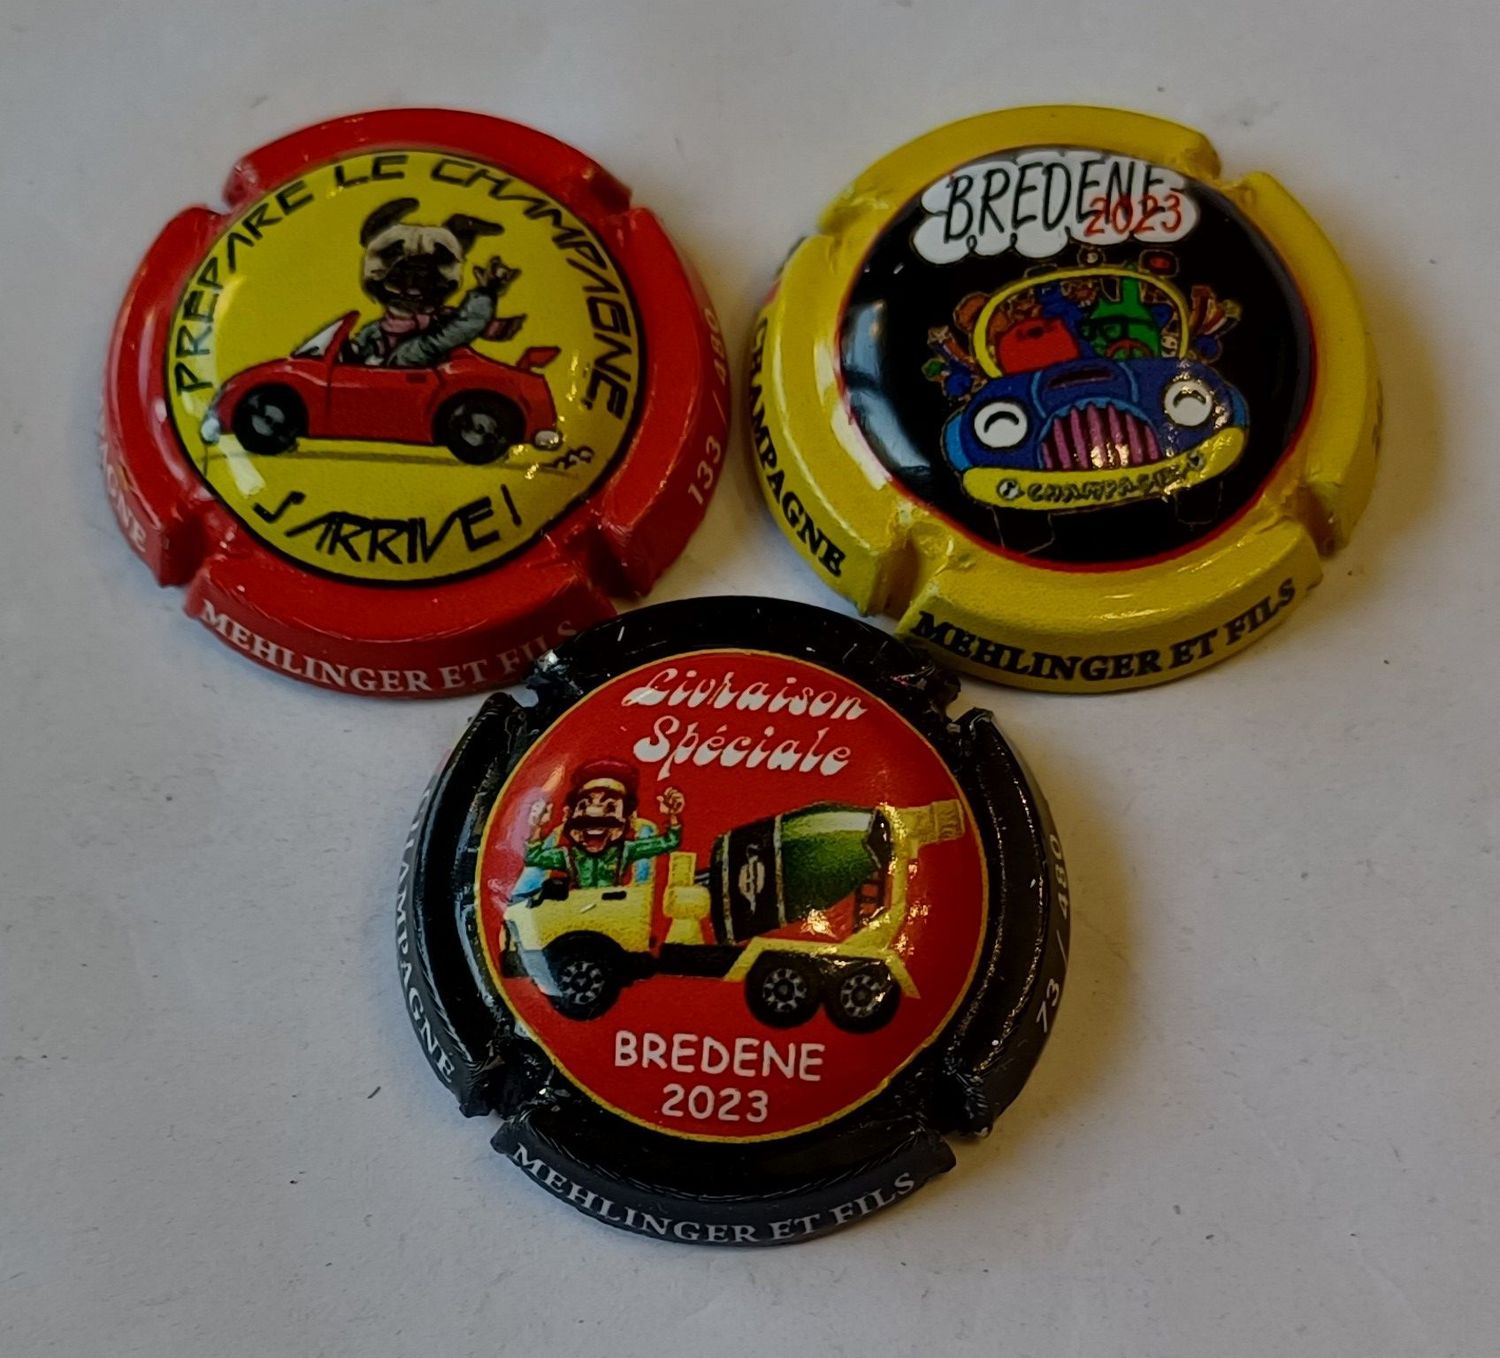 PREPARE LE CHAMPAGNE
J'ARRIVE!
133 / 480
MEHLINGER ET FILS
BREDENE
2023
CHAMPAGNE
CHAMPAGNE
MEHLINGER ET FILS
Livraison
Spéciale
BREDENE
2023
CHAMPAGNE
73 / 480
MEHLINGER ET FILS